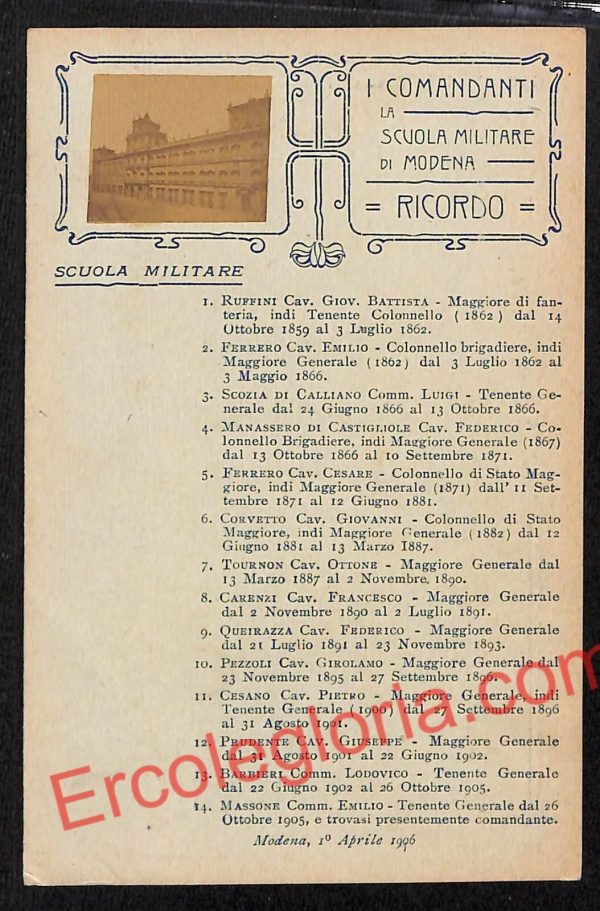 I COMANDANTI
LA
SCUOLA MILITARE
DI MODENA
= RICORDO =
SCUOLA MILITARE
1. RUFFINI CAV. GIOV. BATTISTA - Maggiore di fan-
teria, indi Tenente Colonnello (1862) dal 14
Ottobre 1859 al 3 Luglio 1862.
2. FERRERO CAV. EMILIO - Colonnello brigadiere, indi
Maggiore Generale (1862) dal 3 Luglio 1862 al
3 Maggio 1866.
3. SCOZIA DI CALLIANO Comm. LUIGI - Tenente Ge-
nerale dal 24 Giugno 1866 al 13 Ottobre 1866.
4. MANASSERO DI CASTIGLIOLE CAV. FEDERICO - Co-
lonnello Brigadiere, indi Maggiore Generale (1867)
dal 13 Ottobre 1866 al 10 Settembre 1871.
5. FERRERO CAV. CESARE - Colonnello di Stato Mag-
giore, indi Maggiore Generale (1871) dall' 11 Set-
tembre 1871 al 12 Giugno 1881.
6. CORVETTO CAV. GIOVANNI - Colonnello di Stato
Maggiore, indi Maggiore Generale (1882) dal 12
Giugno 1881 al 13 Marzo 1887.
7. TOURNON CAV. OTTONE - Maggiore Generale dal
13 Marzo 1887 al 2 Novembre, 1890.
8. CARENZI CAV. FRANCESCO - Maggiore Generale
dal 2 Novembre 1890 al 2 Luglio 1891.
9. QUEIRAZZA CAV. FEDERICO - Maggiore Generale
dal 21 Luglio 1891 al 23 Novembre 1893.
10. PEZZOLI CAV. GIROLAMO - Maggiore Generale dal
23 Novembre 1895 al 27 Settembre 1896.
11. CESANO CAV. PIETRO - Maggiore Generale, indi
Tenente Generale (1900) dal 27 Settembre 1896
al 31 Agosto 1901.
12. PRUDENTE CAV. GIUSEPPE - Maggiore Generale
dal 31 Agosto 1901 al 22 Giugno 1902.
13. BARBIERI Comm. LODOVICO - Tenente Generale
dal 22 Giugno 1902 al 26 Ottobre 1905.
14. MASSONE Comm. EMILIO - Tenente Generale dal 26
Ottobre 1905, e trovasi presentemente comandante.
Modena, 1º Aprile 1906
Ercolegloria.com